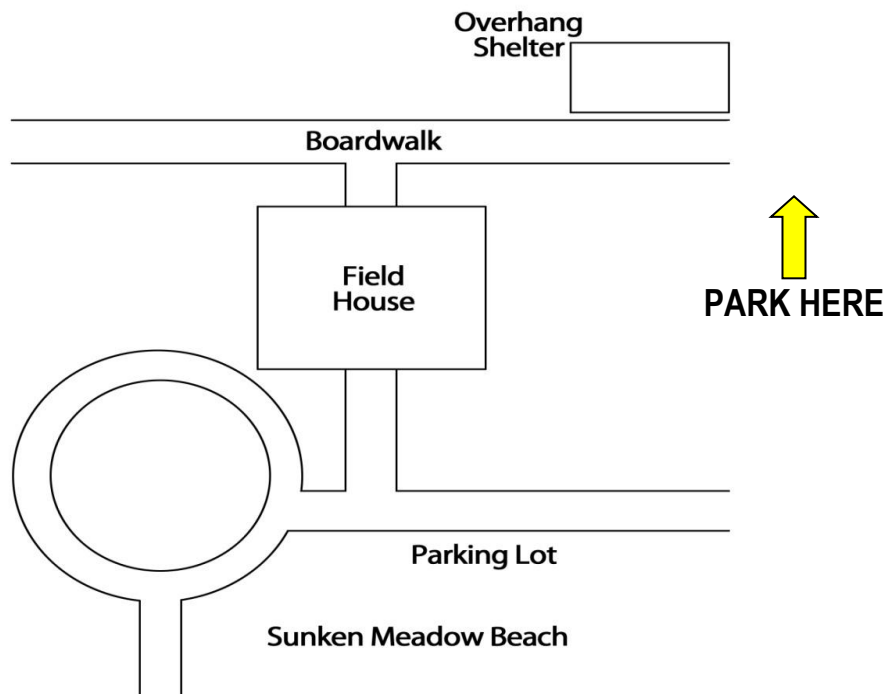 Overhang
Shelter
Boardwalk
Field
House
PARK HERE
Parking Lot
Sunken Meadow Beach